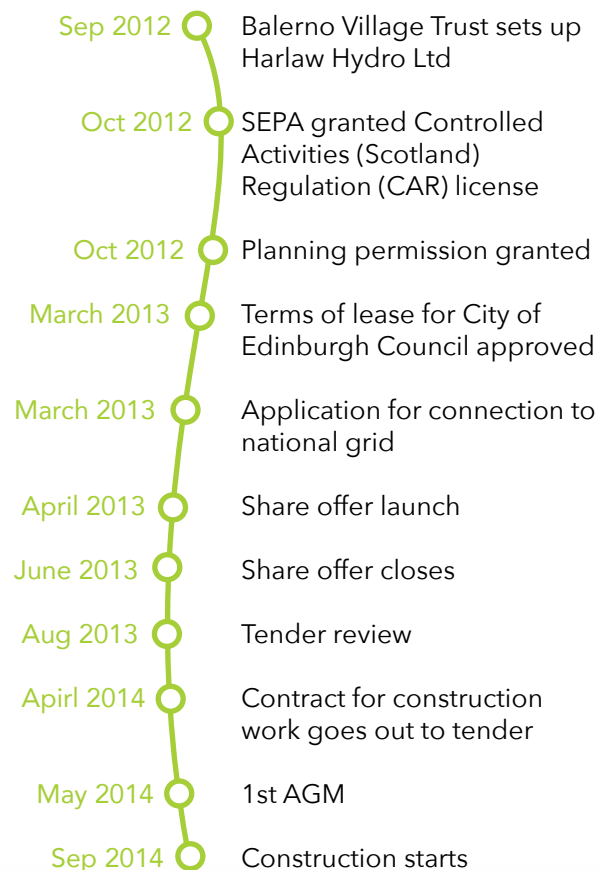 Sep 2012
Balerno Village Trust sets up
Harlaw Hydro Ltd
Oct 2012
SEPA granted Controlled
Activities (Scotland)
Regulation (CAR) license
Oct 2012
Planning permission granted
March 2013
Terms of lease for City of
Edinburgh Council approved
March 2013
Application for connection to
national grid
April 2013
Share offer launch
June 2013
Share offer closes
Aug 2013
Tender review
Apirl 2014
Contract for construction
work goes out to tender
May 2014
1st AGM
Sep 2014
Construction starts